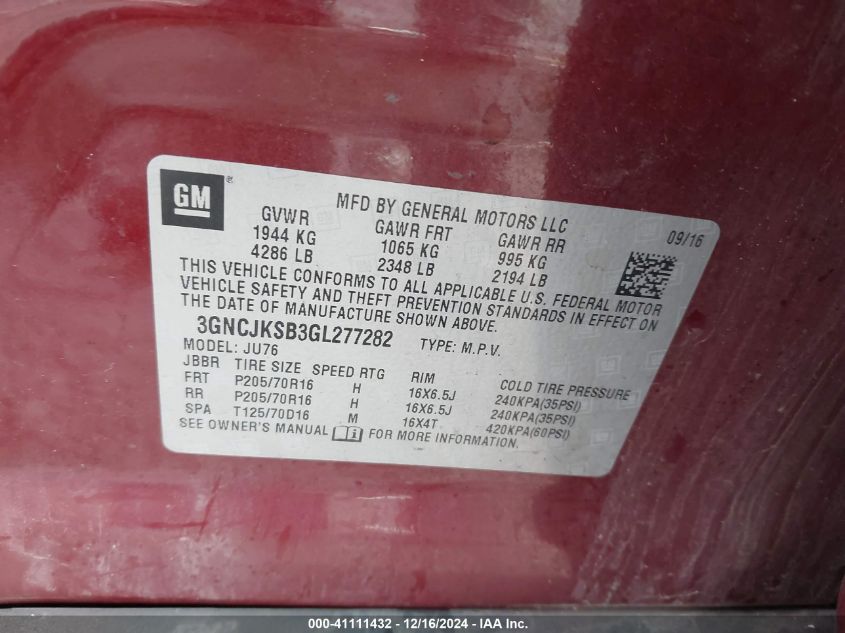 GM ®
MFD BY GENERAL MOTORS LLC
09/16
GVWR GAWR FRT GAWR RR
1944 KG 1065 KG 995 KG
4286 LB 2348 LB 2194 LB
THIS VEHICLE CONFORMS TO ALL APPLICABLE U.S. FEDERAL MOTOR
VEHICLE SAFETY AND THEFT PREVENTION STANDARDS IN EFFECT ON
THE DATE OF MANUFACTURE SHOWN ABOVE.
3GNCJKSB3GL277282 TYPE: M.P.V.
MODEL: JU76
JBBR TIRE SIZE SPEED RTG RIM COLD TIRE PRESSURE
FRT P205/70R16 H 16X6.5J 240KPA(35PSI)
RR P205/70R16 H 16X6.5J 240KPA(35PSI)
SPA T125/70D16 M 16X4T 420KPA(60PSI)
SEE OWNER'S MANUAL FOR MORE INFORMATION.
000-41111432 - 12/16/2024 - IAA Inc.